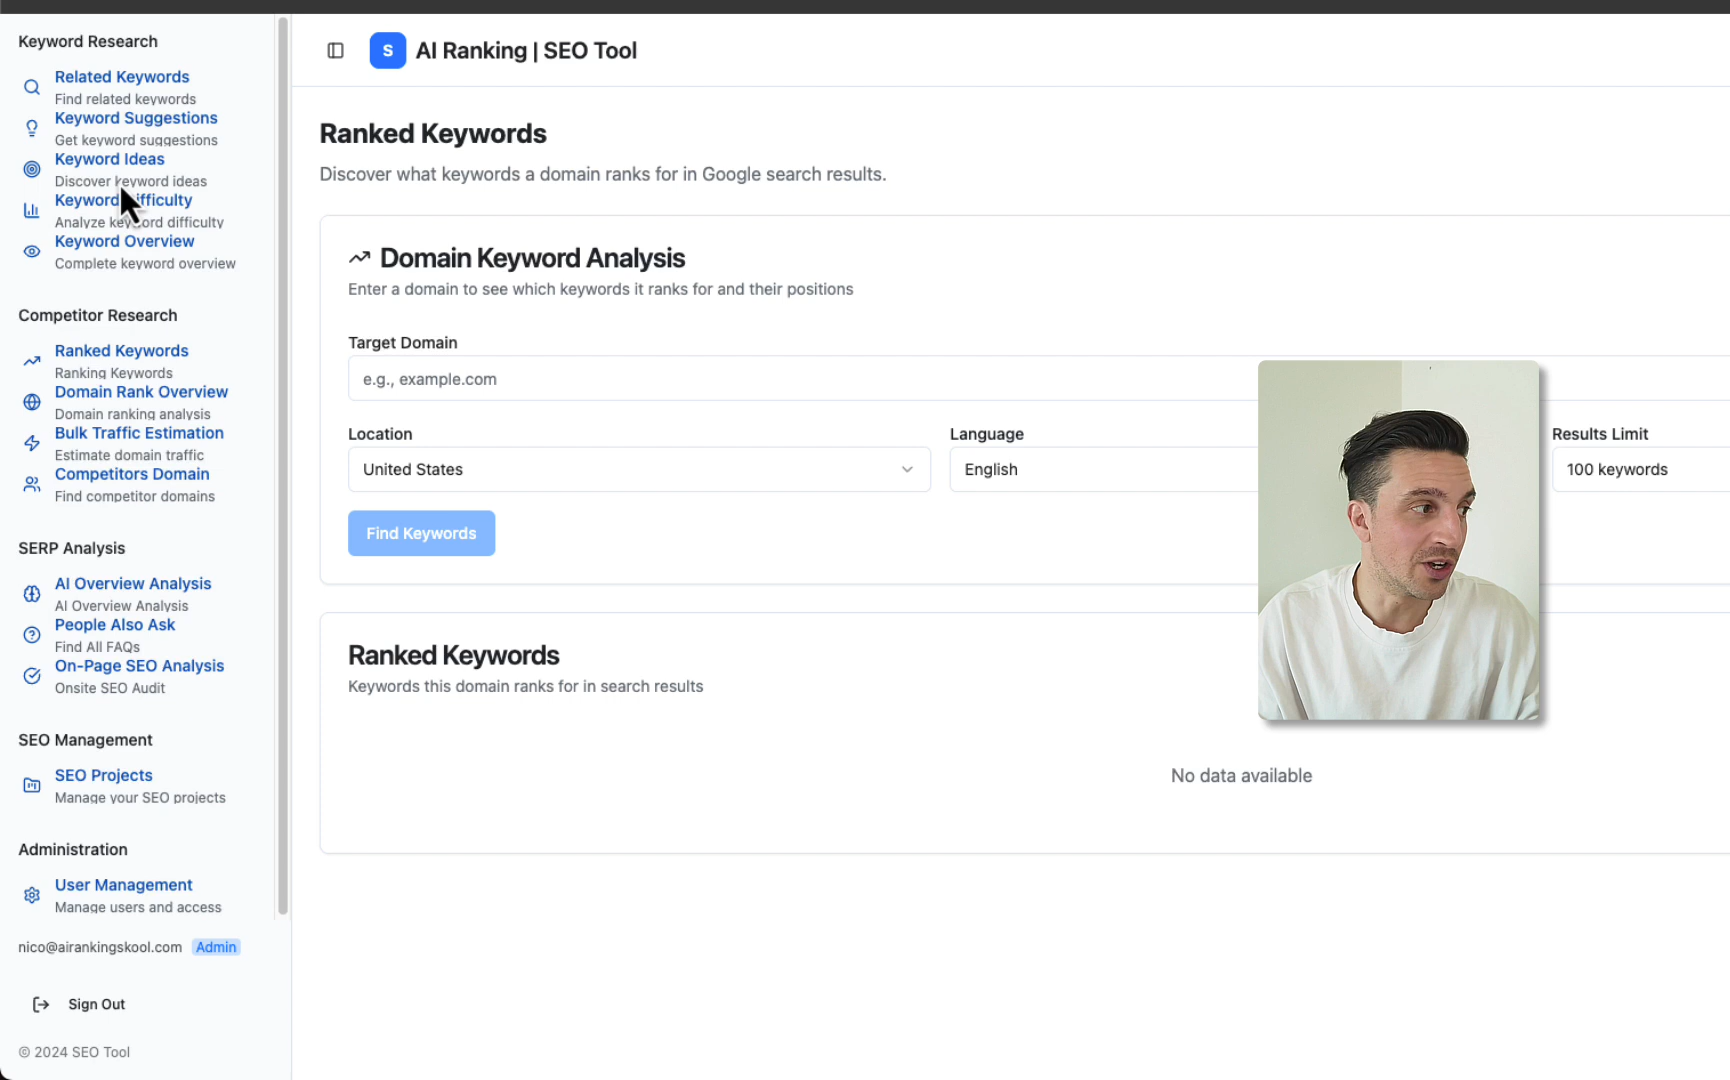 Keyword Research
Related Keywords
Find related keywords
Keyword Suggestions
Get keyword suggestions
Keyword Ideas
Discover keyword ideas
Keyword Difficulty
Analyze keyword difficulty
Keyword Overview
Complete keyword overview
Competitor Research
Ranked Keywords
Ranking Keywords
Domain Rank Overview
Domain ranking analysis
Bulk Traffic Estimation
Estimate domain traffic
Competitors Domain
Find competitor domains
SERP Analysis
AI Overview Analysis
AI Overview Analysis
People Also Ask
Find All FAQs
On-Page SEO Analysis
Onsite SEO Audit
SEO Management
SEO Projects
Manage your SEO projects
Administration
User Management
Manage users and access
nico@airankingskool.com Admin
Sign Out
© 2024 SEO Tool
S AI Ranking | SEO Tool
Ranked Keywords
Discover what keywords a domain ranks for in Google search results.
Domain Keyword Analysis
Enter a domain to see which keywords it ranks for and their positions
Target Domain
e.g., example.com
Location Language Results Limit
United States English 100 keywords
Find Keywords
Ranked Keywords
Keywords this domain ranks for in search results
No data available